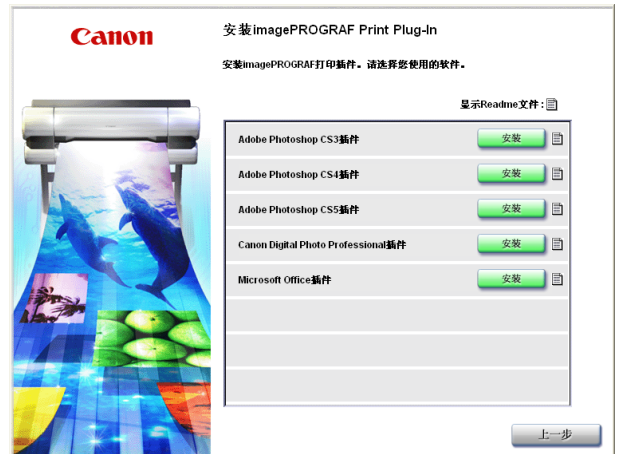 Canon
安装imagePROGRAF Print Plug-In
安装imagePROGRAF打印插件。请选择您使用的软件。
显示Readme文件:
Adobe Photoshop CS3插件 安装
Adobe Photoshop CS4插件 安装
Adobe Photoshop CS5插件 安装
Canon Digital Photo Professional插件 安装
Microsoft Office插件 安装
上一步